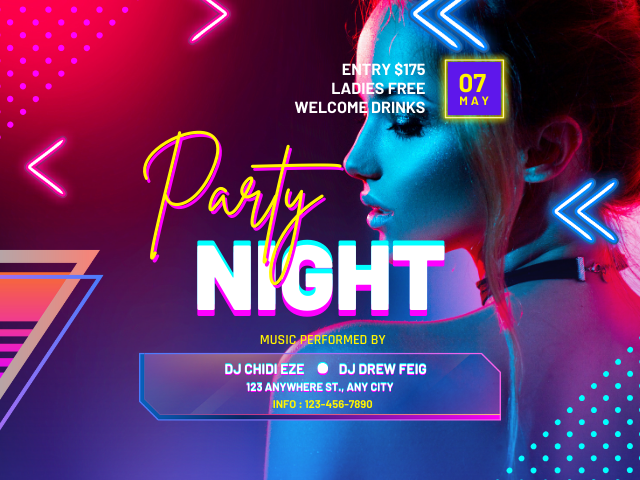 ENTRY $175
LADIES FREE
WELCOME DRINKS
07
MAY
Party
NIGHT
MUSIC PERFORMED BY
DJ CHIDI EZE DJ DREW FEIG
123 ANYWHERE ST., ANY CITY
INFO : 123-456-7890